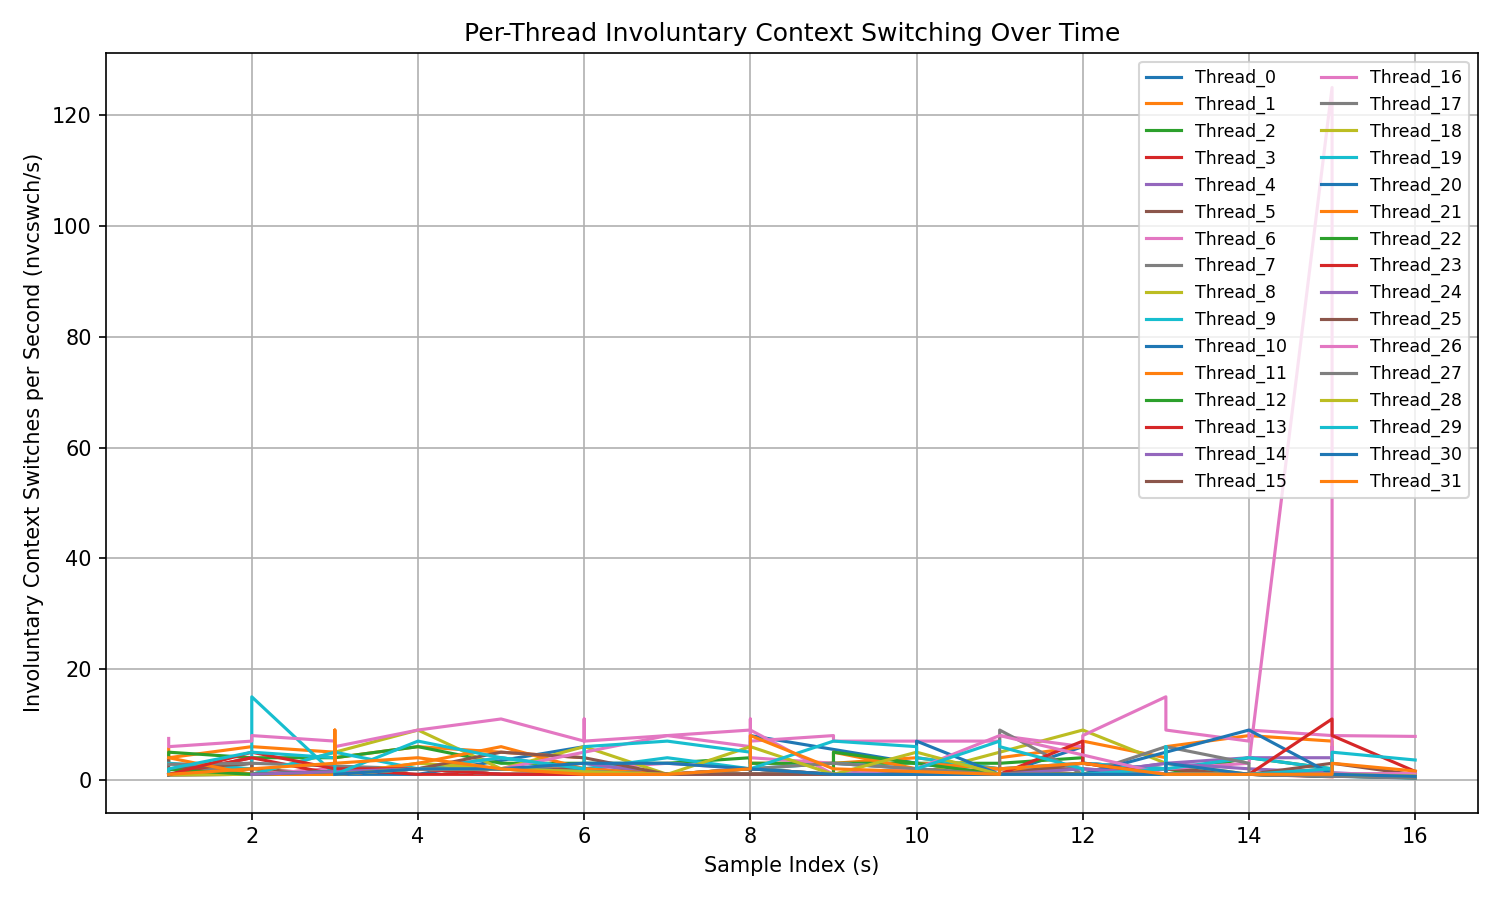 Per-Thread Involuntary Context Switching Over Time
Involuntary Context Switches per Second (nvcswch/s)
120
100
80
60
40
20
0
Thread_0
Thread_1
Thread_2
Thread_3
Thread_4
Thread_5
Thread_6
Thread_7
Thread_8
Thread_9
Thread_10
Thread_11
Thread_12
Thread_13
Thread_14
Thread_15
Thread_16
Thread_17
Thread_18
Thread_19
Thread_20
Thread_21
Thread_22
Thread_23
Thread_24
Thread_25
Thread_26
Thread_27
Thread_28
Thread_29
Thread_30
Thread_31
2 4 6 8 10 12 14 16
Sample Index (s)